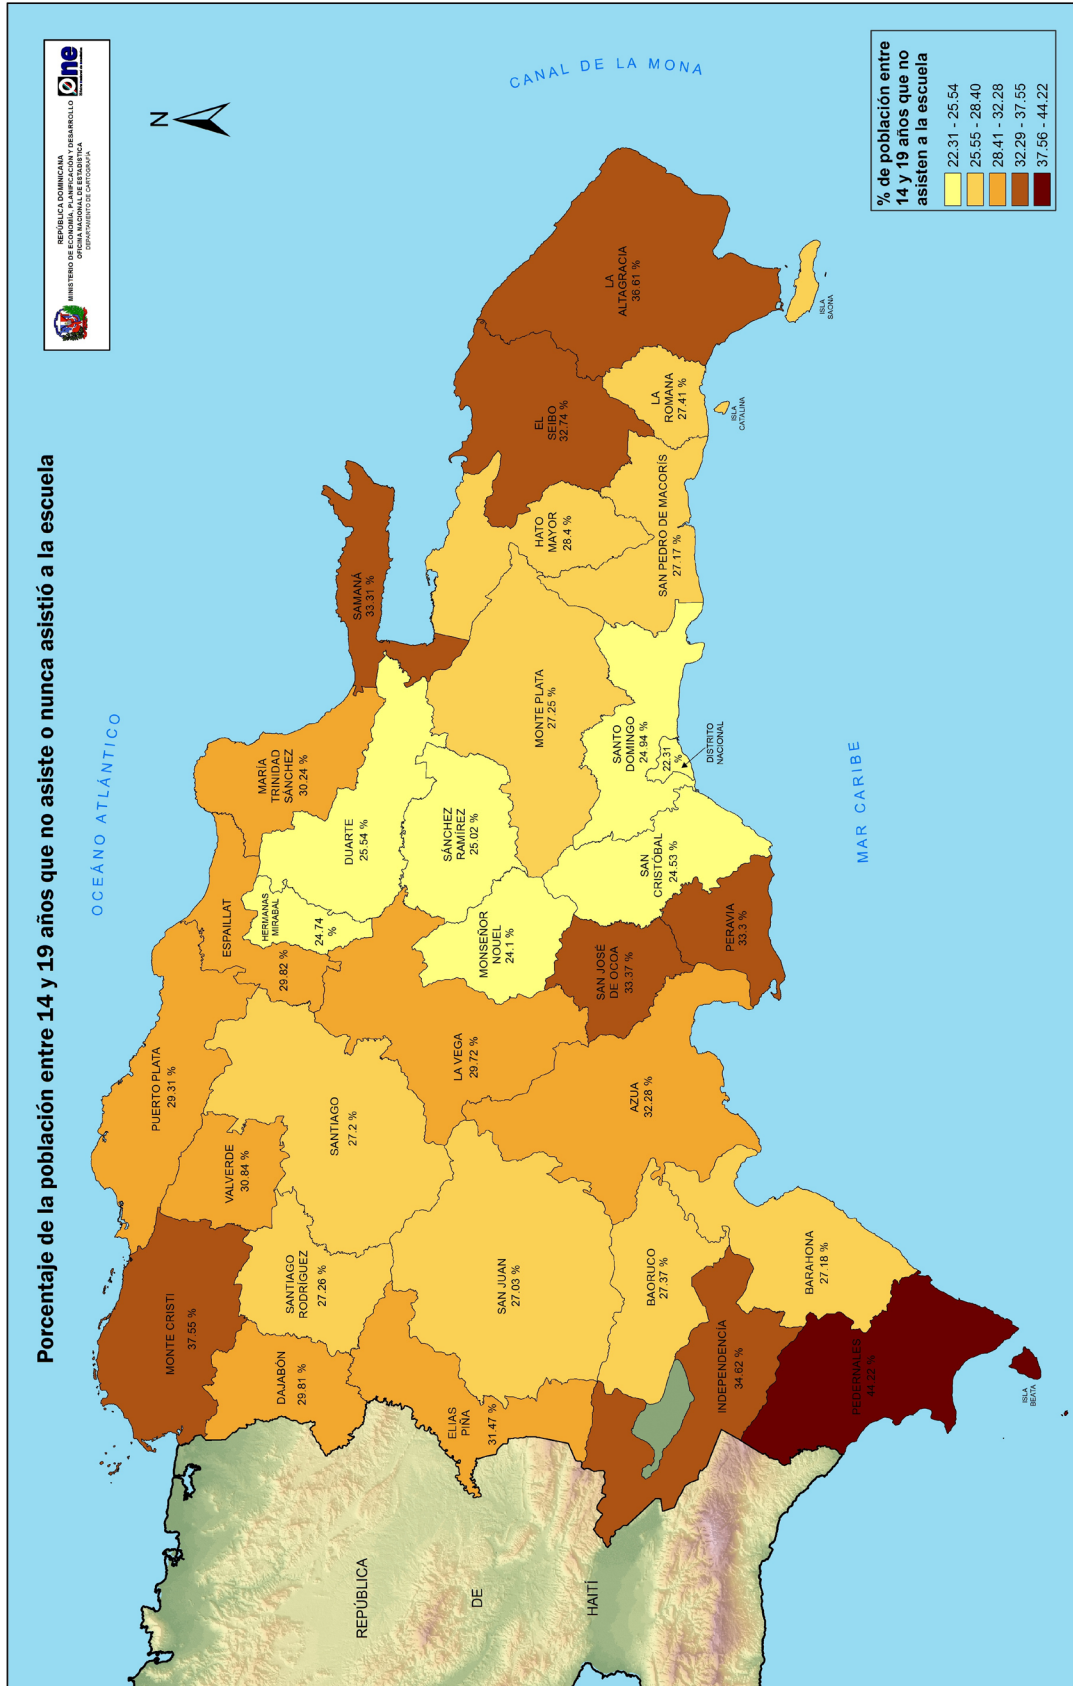 Porcentaje de la población entre 14 y 19 años que no asiste o nunca asistió a la escuela
REPÚBLICA DOMINICANA
MINISTERIO DE ECONOMÍA, PLANIFICACIÓN Y DESARROLLO
OFICINA NACIONAL DE ESTADISTICA
DEPARTAMENTO DE CARTOGRAFIA
One
N
OCEÁNO ATLÁNTICO
CANAL DE LA MONA
MAR CARIBE
MONTE CRISTI
37.55 %
PUERTO PLATA
29.31 %
VALVERDE
30.84 %
DAJABÓN
29.81 %
SANTIAGO
RODRÍGUEZ
27.26 %
SANTIAGO
27.2 %
ESPAILLAT
29.82 %
HERMANAS
MIRABAL
24.74
%
MARÍA
TRINIDAD
SÁNCHEZ
30.24 %
DUARTE
25.54 %
SAMANÁ
33.31 %
ELIAS
PIÑA
31.47 %
SAN JUAN
27.03 %
LA VEGA
29.72 %
MONSEÑOR
NOUEL
24.1 %
SÁNCHEZ
RAMÍREZ
25.02 %
MONTE PLATA
27.25 %
HATO
MAYOR
28.4 %
EL
SEIBO
32.74 %
LA
ALTAGRACIA
36.61 %
LA
ROMANA
27.41 %
SAN PEDRO DE MACORÍS
27.17 %
SANTO
DOMINGO
24.94 %
22.31
%
DISTRITO
NACIONAL
SAN
CRISTÓBAL
24.53 %
PERAVIA
33.3 %
SAN JOSÉ
DE OCOA
33.37 %
AZUA
32.28 %
BAORUCO
27.37 %
INDEPENDENCÍA
34.62 %
BARAHONA
27.18 %
PEDERNALES
44.22 %
ISLA
BEATA
ISLA
CATALINA
ISLA
SAONA
REPÚBLICA
DE
HAITÍ
% de población entre
14 y 19 años que no
asisten a la escuela
22.31 - 25.54
25.55 - 28.40
28.41 - 32.28
32.29 - 37.55
37.56 - 44.22